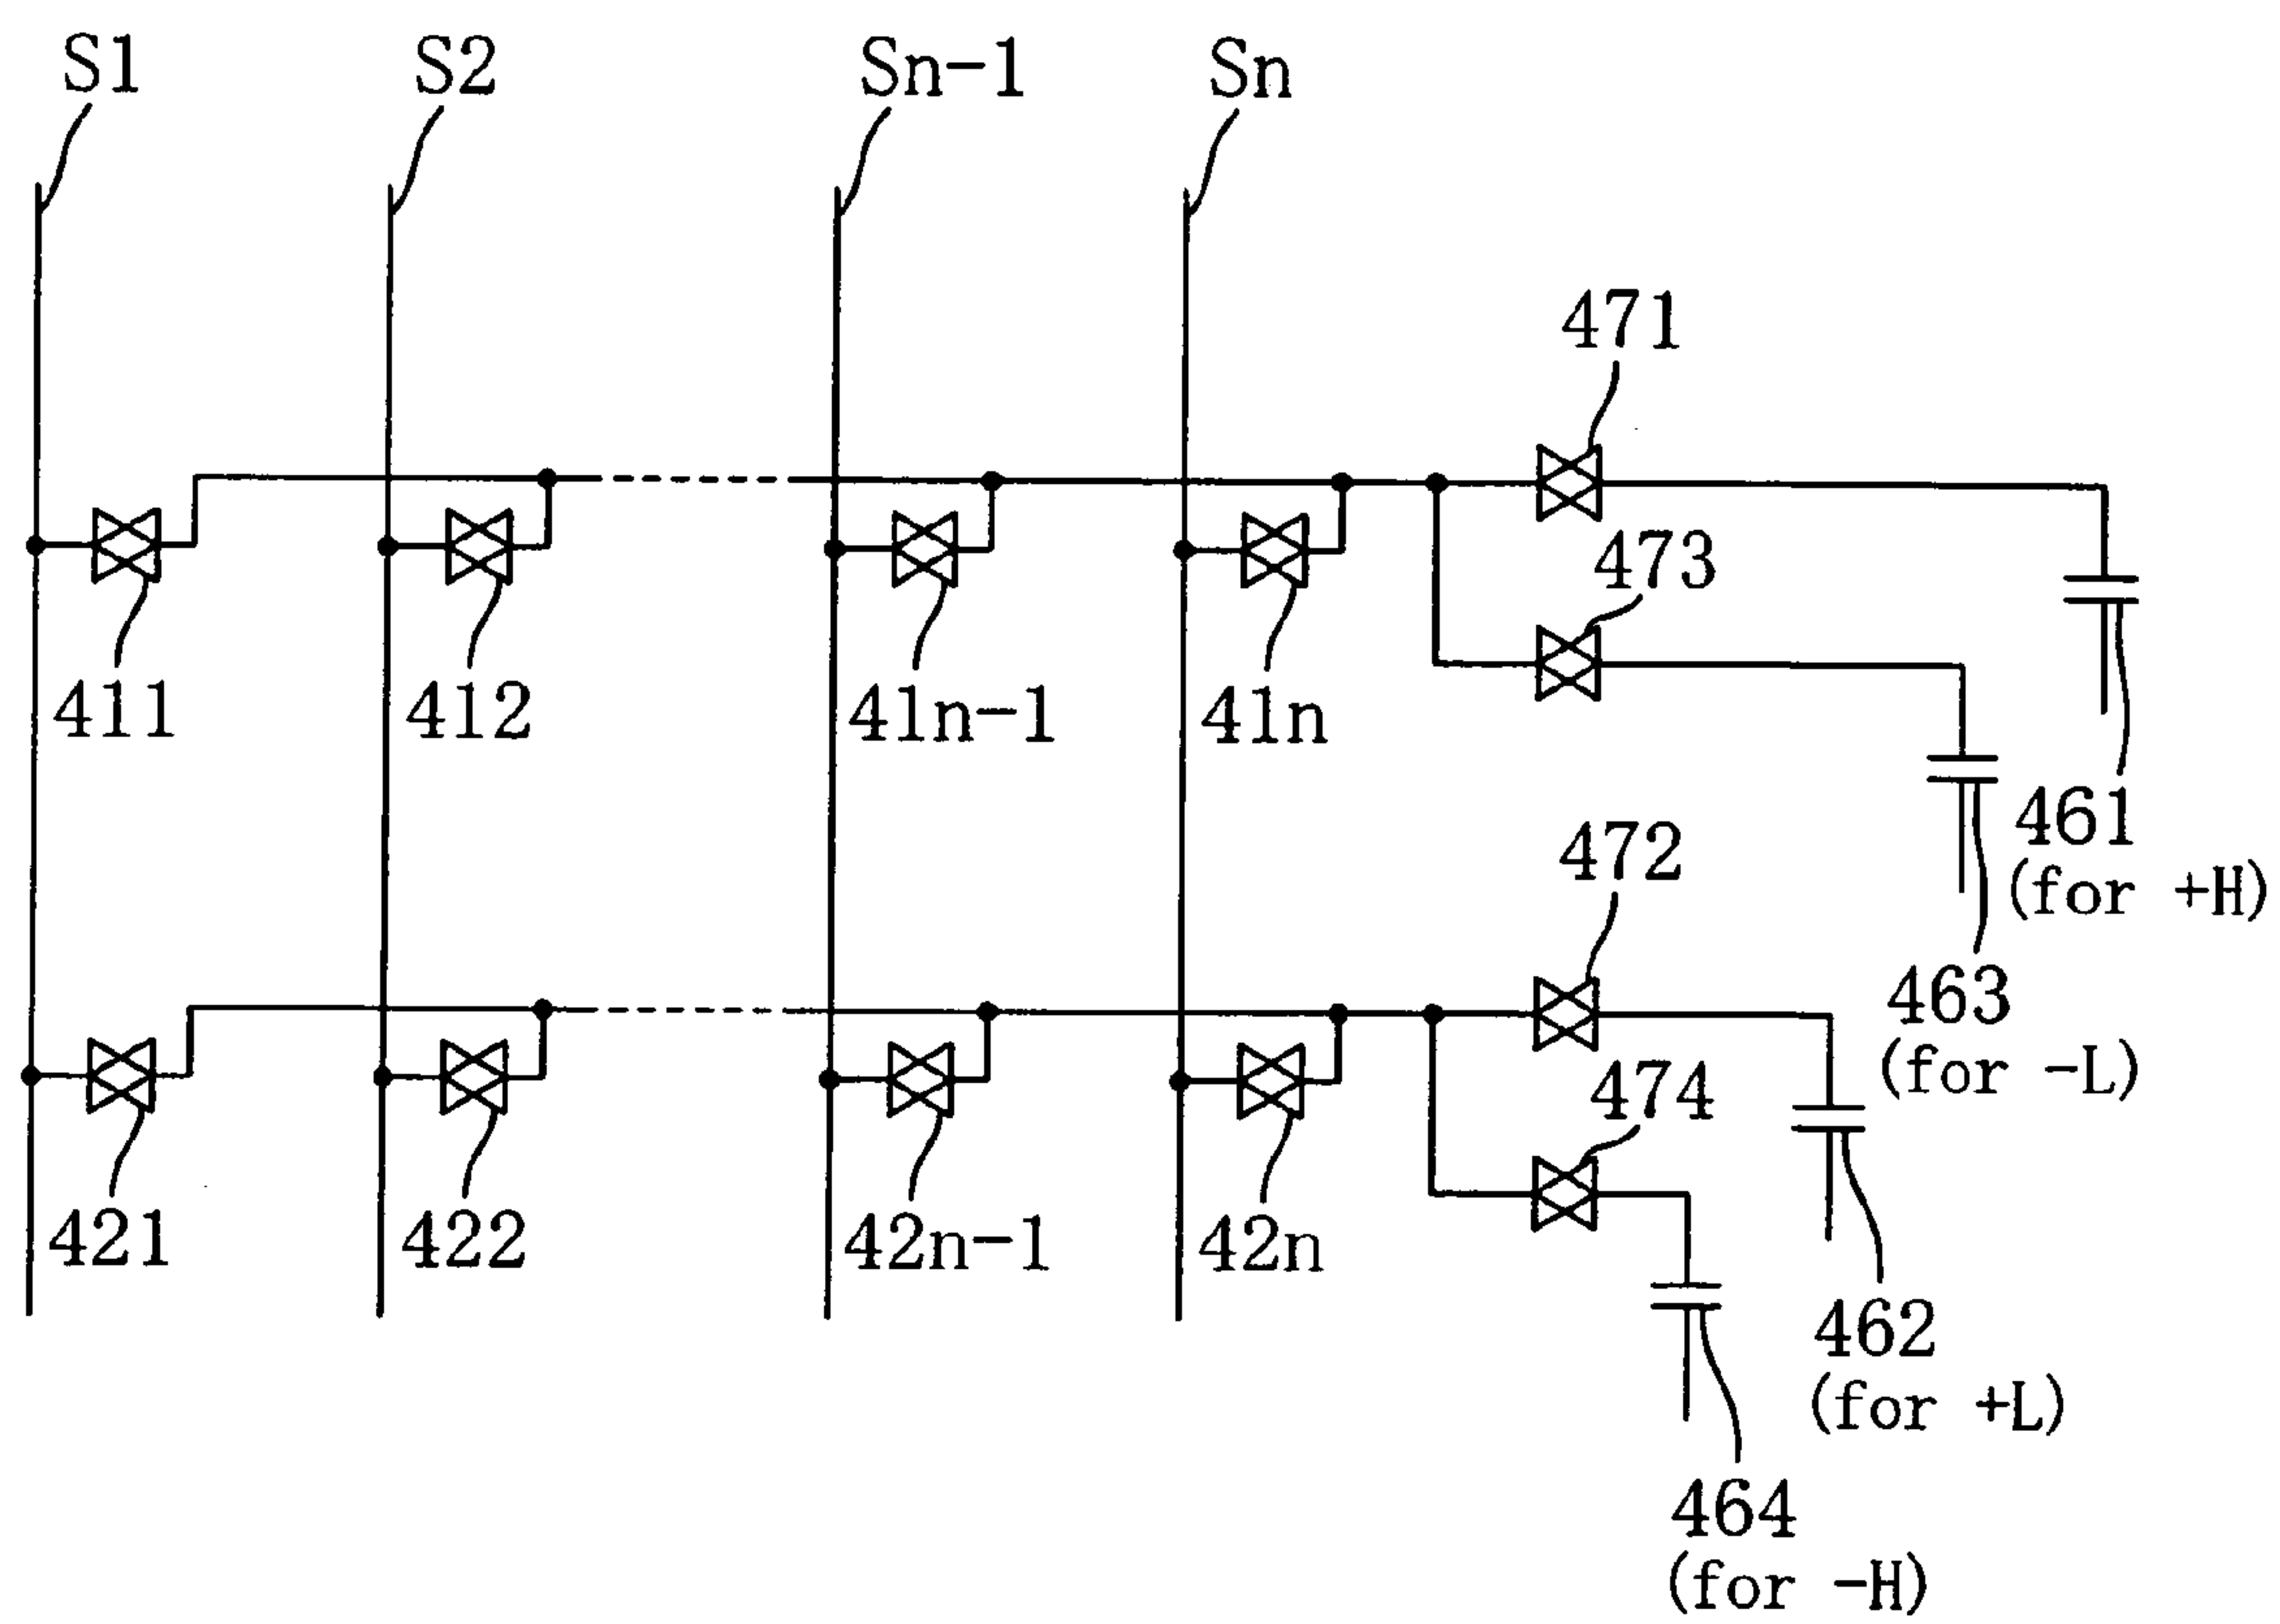 S1
S2
Sn-1
Sn
471
473
411
412
41n-1
41n
461
(for +H)
472
463
(for -L)
474
421
422
42n-1
42n
462
(for +L)
464
(for -H)